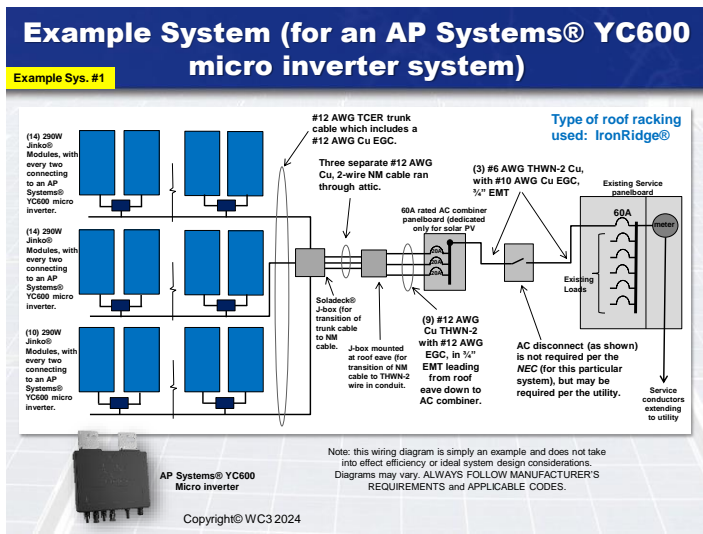 Example System (for an AP Systems® YC600
micro inverter system)
Example Sys. #1
#12 AWG TCER trunk
cable which includes a
#12 AWG Cu EGC.
Type of roof racking
used: IronRidge®
(14) 290W
Jinko®
Modules, with
every two
connecting
to an AP
Systems®
YC600 micro
inverter.
Three separate #12 AWG
Cu, 2-wire NM cable ran
through attic.
(3) #6 AWG THWN-2 Cu,
with #10 AWG Cu EGC,
¾” EMT
Existing Service
panelboard
60A rated AC combiner
panelboard (dedicated
only for solar PV
60A
meter
(14) 290W
Jinko®
Modules, with
every two
connecting
to an AP
Systems®
YC600 micro
inverter.
20A
20A
20A
Existing
Loads
Soladeck®
J-box (for
transition of
trunk cable
to NM
cable.
J-box mounted
at roof eave (for
transition of NM
cable to THWN-2
wire in conduit.
(9) #12 AWG
Cu THWN-2
with #12 AWG
EGC, in ¾”
EMT leading
from roof
eave down to
AC combiner.
AC disconnect (as shown)
is not required per the
NEC (for this particular
system), but may be
required per the utility.
(10) 290W
Jinko®
Modules, with
every two
connecting
to an AP
Systems®
YC600 micro
inverter.
Service
conductors
extending
to utility
AP Systems® YC600
Micro inverter
Note: this wiring diagram is simply an example and does not take
into effect efficiency or ideal system design considerations.
Diagrams may vary. ALWAYS FOLLOW MANUFACTURER’S
REQUIREMENTS and APPLICABLE CODES.
Copyright© WC3 2024